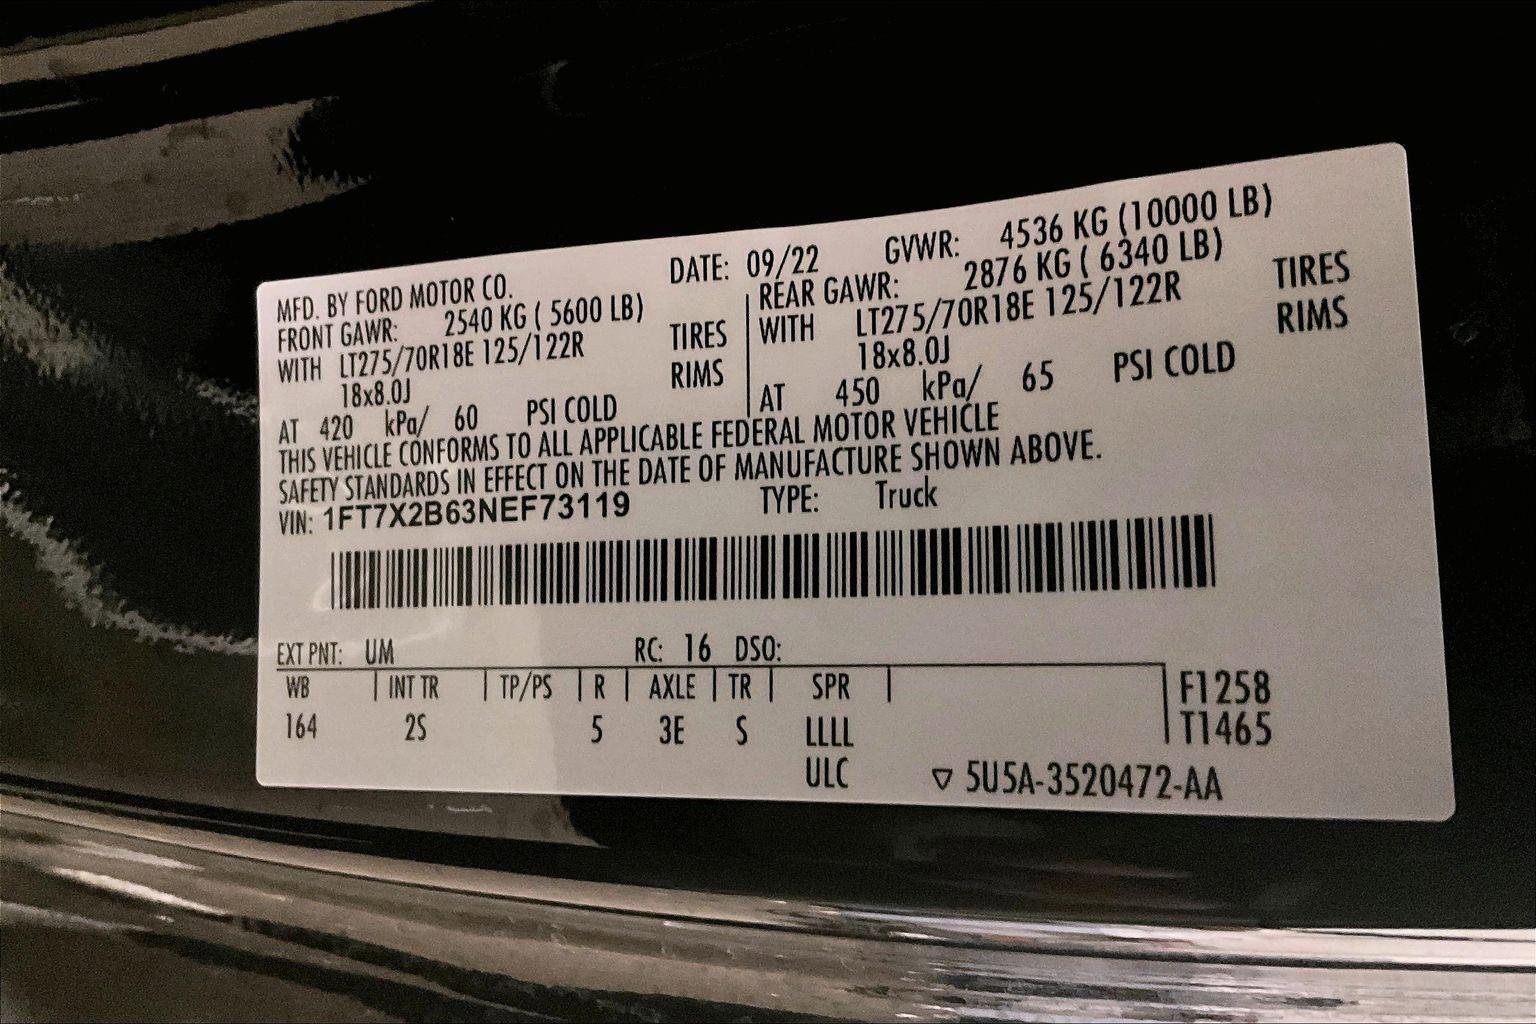 MFD. BY FORD MOTOR CO. DATE: 09/22 GVWR: 4536 KG (10000 LB)
FRONT GAWR: 2540 KG ( 5600 LB) REAR GAWR: 2876 KG ( 6340 LB)
WITH LT275/70R18E 125/122R TIRES WITH LT275/70R18E 125/122R TIRES
18x8.0J RIMS 18x8.0J RIMS
AT 420 kPa/ 60 PSI COLD AT 450 kPa/ 65 PSI COLD
THIS VEHICLE CONFORMS TO ALL APPLICABLE FEDERAL MOTOR VEHICLE
SAFETY STANDARDS IN EFFECT ON THE DATE OF MANUFACTURE SHOWN ABOVE.
VIN: 1FT7X2B63NEF73119 TYPE: Truck
EXT PNT: UM RC: 16 DSO:
WB INT TR TP/PS R AXLE TR SPR F1258
164 2S 5 3E S LLLL T1465
ULC ▽ 5U5A-3520472-AA